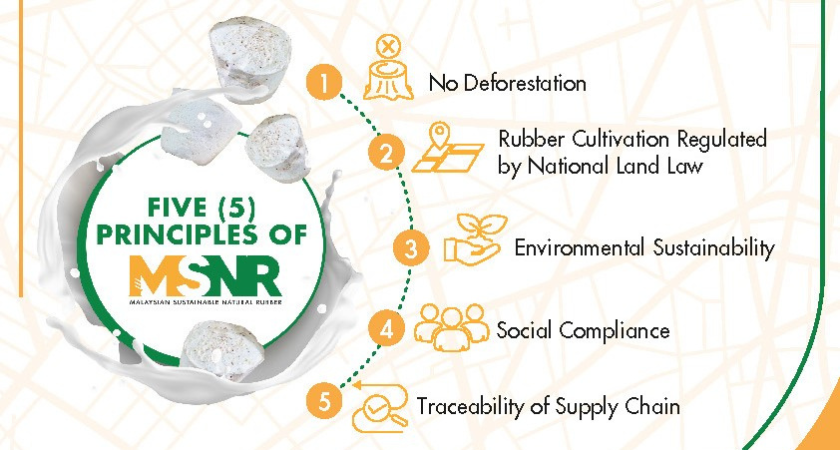 FIVE (5)
PRINCIPLES OF
MSNR
MALAYSIAN SUSTAINABLE NATURAL RUBBER
1
No Deforestation
2
Rubber Cultivation Regulated
by National Land Law
3
Environmental Sustainability
4
Social Compliance
5
Traceability of Supply Chain